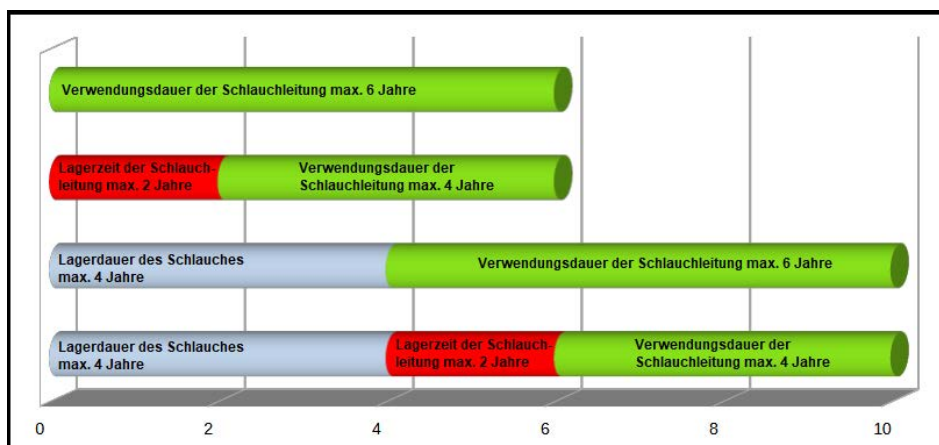 Verwendungsdauer der Schlauchleitung max. 6 Jahre
Lagerzeit der Schlauch-
leitung max. 2 Jahre
Verwendungsdauer der
Schlauchleitung max. 4 Jahre
Lagerdauer des Schlauches
max. 4 Jahre
Verwendungsdauer der Schlauchleitung max. 6 Jahre
Lagerdauer des Schlauches
max. 4 Jahre
Lagerzeit der Schlauch-
leitung max. 2 Jahre
Verwendungsdauer der
Schlauchleitung max. 4 Jahre
0 2 4 6 8 10